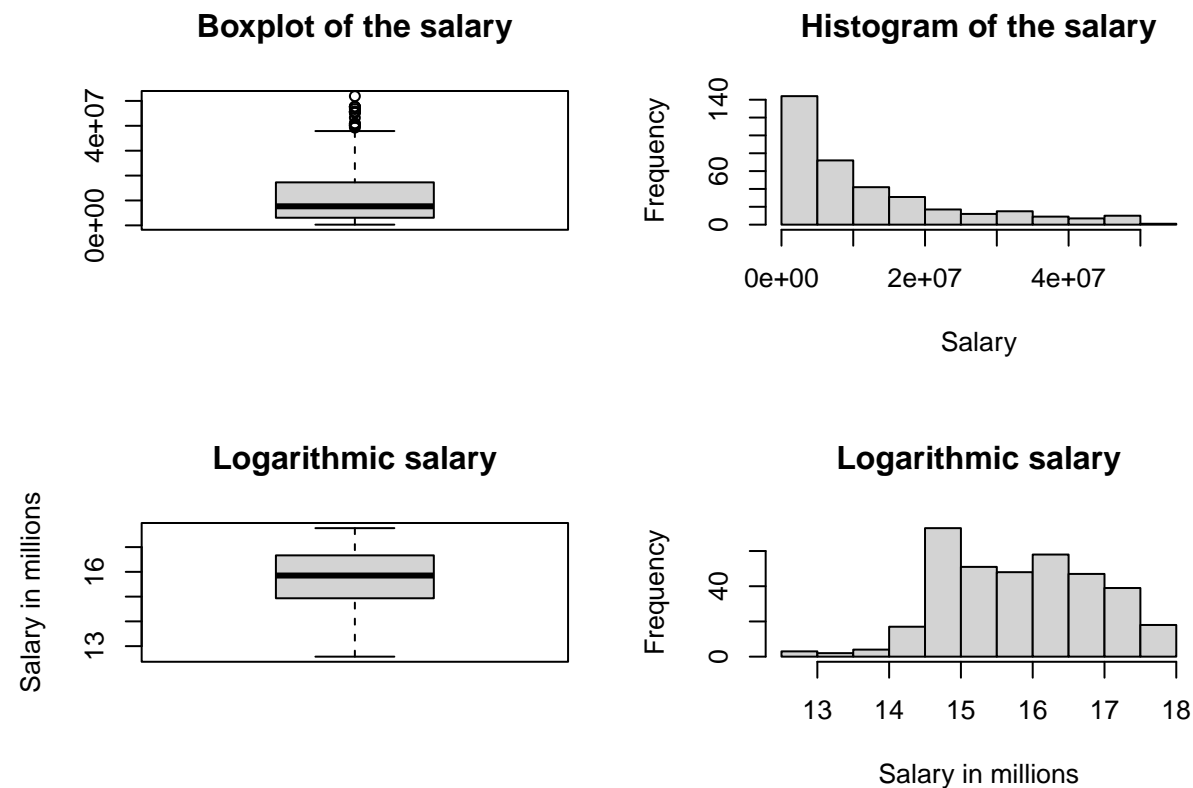 Boxplot of the salary
0e+00 4e+07
Histogram of the salary
Frequency
0 60 140
0e+00 2e+07 4e+07
Salary
Logarithmic salary
Salary in millions
13 16
Logarithmic salary
Frequency
0 40
13 14 15 16 17 18
Salary in millions